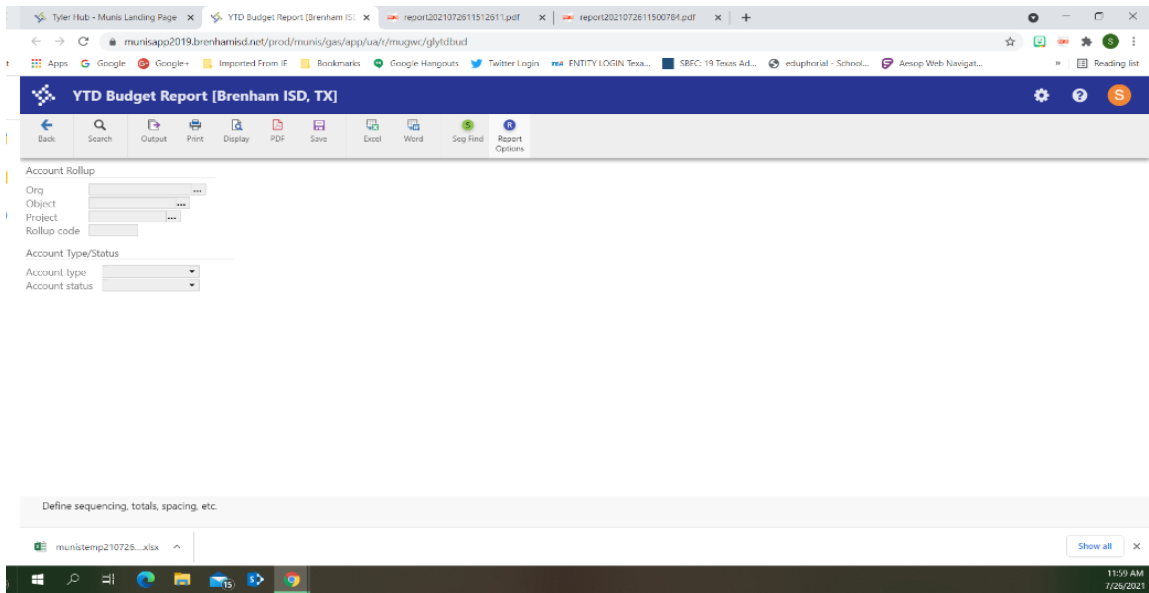 Tyler Hub - Munis Landing Page
YTD Budget Report [Brenham IS
report2021072611512611.pdf
report2021072611500784.pdf
munisapp2019.brenhamisd.net/prod/munis/gas/app/ua/r/mugwc/glytdbud
S
t Apps Google Google+ Imported From IE Bookmarks Google Hangouts Twitter Login TEA ENTITY LOGIN Texa... SBEC: 19 Texas Ad... eduphorial - School... Aesop Web Navigat... » Reading list
YTD Budget Report [Brenham ISD, TX] S
S R
Back Search Output Print Display PDF Save Excel Word Seg Find Report
Options
Account Rollup
Org ...
Object ...
Project ...
Rollup code
Account Type/Status
Account type
Account status
Define sequencing, totals, spacing, etc.
munistemp210726....xlsx Show all
15
11:59 AM
7/26/2021